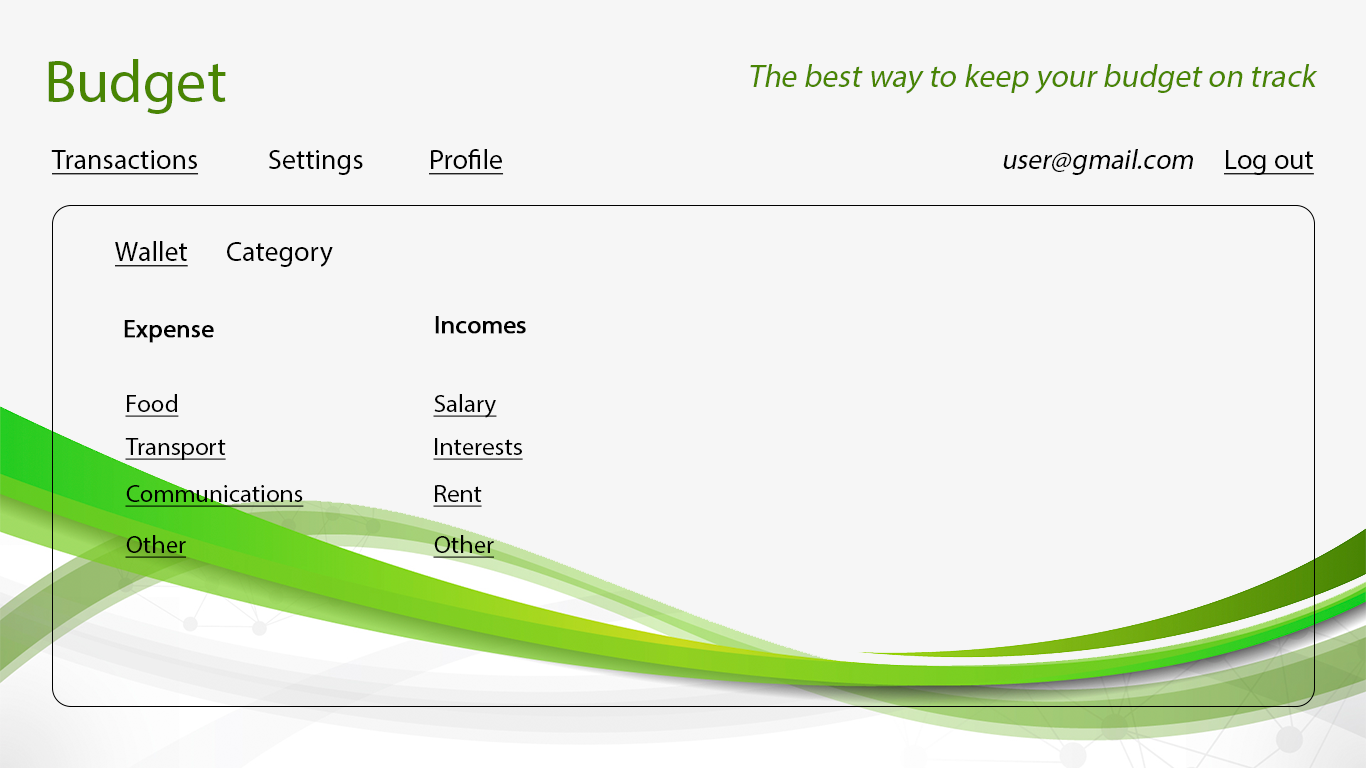 Budget
The best way to keep your budget on track
Transactions Settings Profile user@gmail.com Log out
Wallet Category
Expense Incomes
Food Salary
Transport Interests
Communications Rent
Other Other